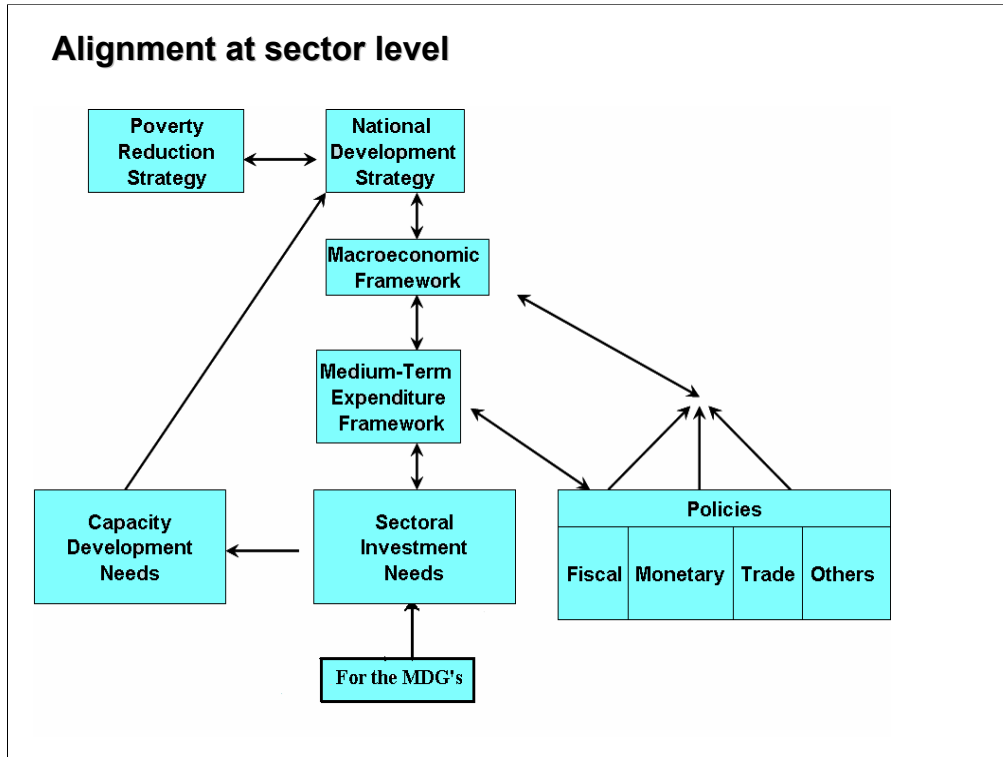 Alignment at sector level
Poverty
Reduction
Strategy
National
Development
Strategy
Macroeconomic
Framework
Medium-Term
Expenditure
Framework
Capacity
Development
Needs
Sectoral
Investment
Needs
Policies
Fiscal
Monetary
Trade
Others
For the MDG's